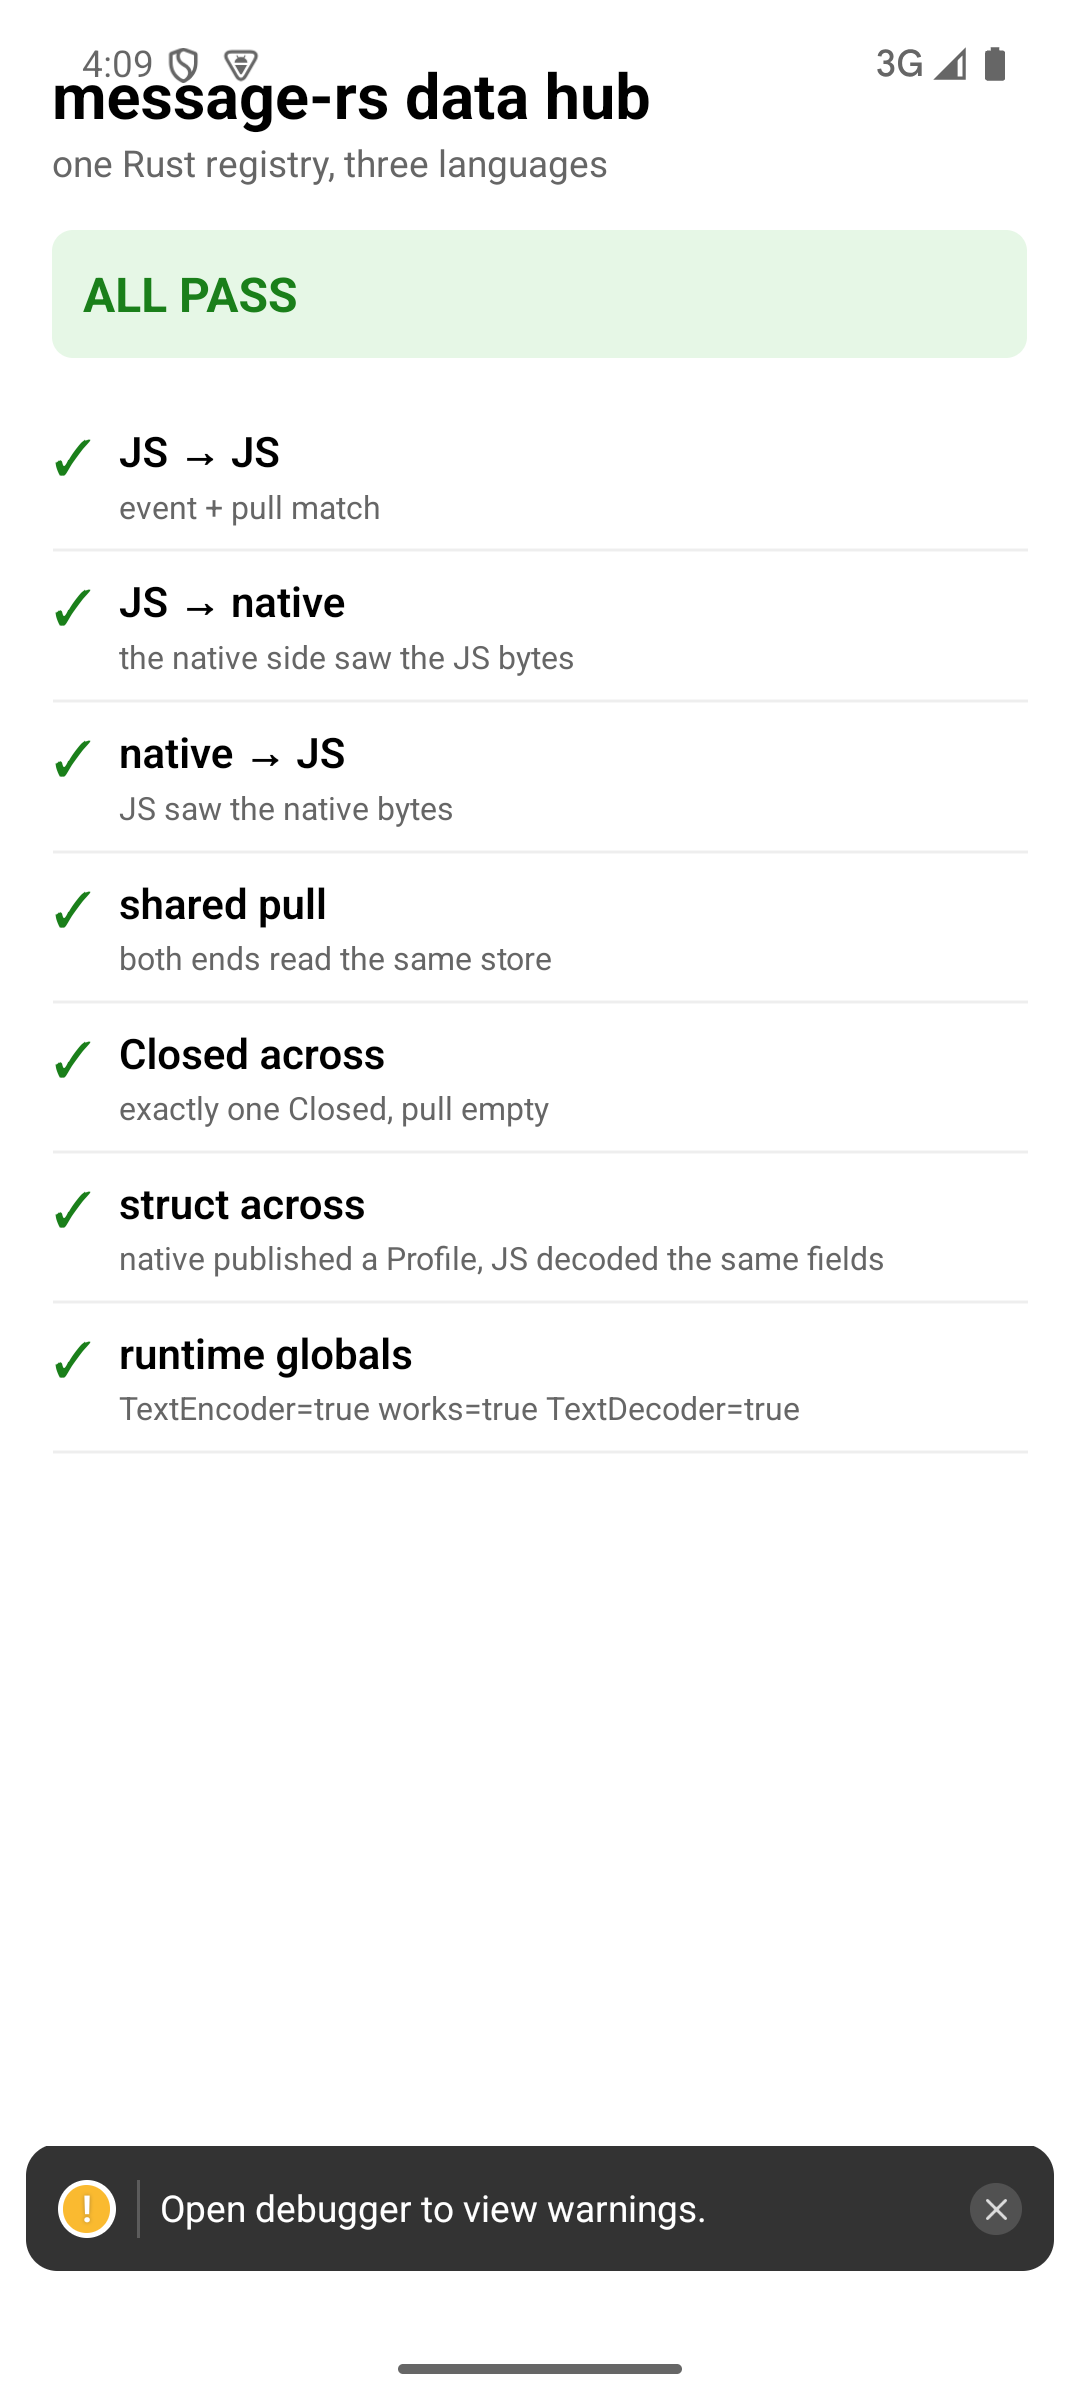 4:09
3G
message-rs data hub
one Rust registry, three languages
ALL PASS
✓ JS → JS
event + pull match
✓ JS → native
the native side saw the JS bytes
✓ native → JS
JS saw the native bytes
✓ shared pull
both ends read the same store
✓ Closed across
exactly one Closed, pull empty
✓ struct across
native published a Profile, JS decoded the same fields
✓ runtime globals
TextEncoder=true works=true TextDecoder=true
! Open debugger to view warnings.